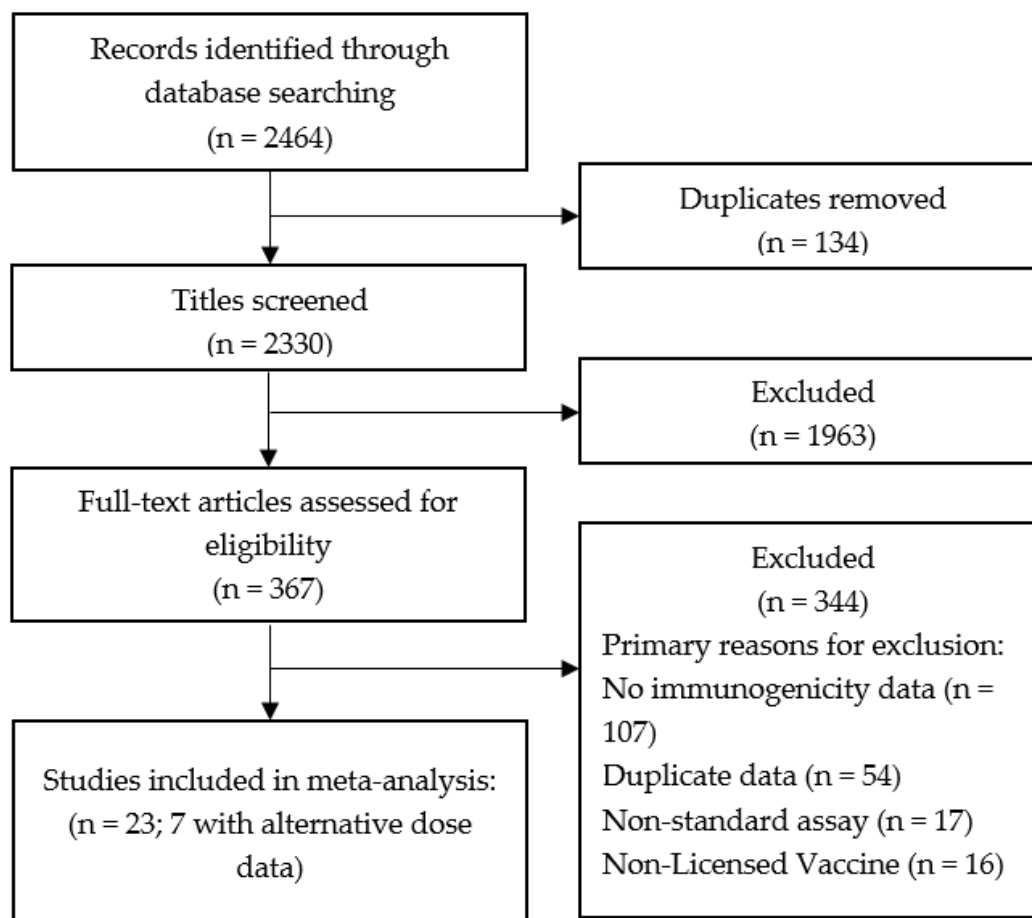 Records identified through
database searching
(n = 2464)
Duplicates removed
(n = 134)
Titles screened
(n = 2330)
Excluded
(n = 1963)
Full-text articles assessed for
eligibility
(n = 367)
Excluded
(n = 344)
Primary reasons for exclusion:
No immunogenicity data (n =
107)
Duplicate data (n = 54)
Non-standard assay (n = 17)
Non-Licensed Vaccine (n = 16)
Studies included in meta-analysis:
(n = 23; 7 with alternative dose
data)